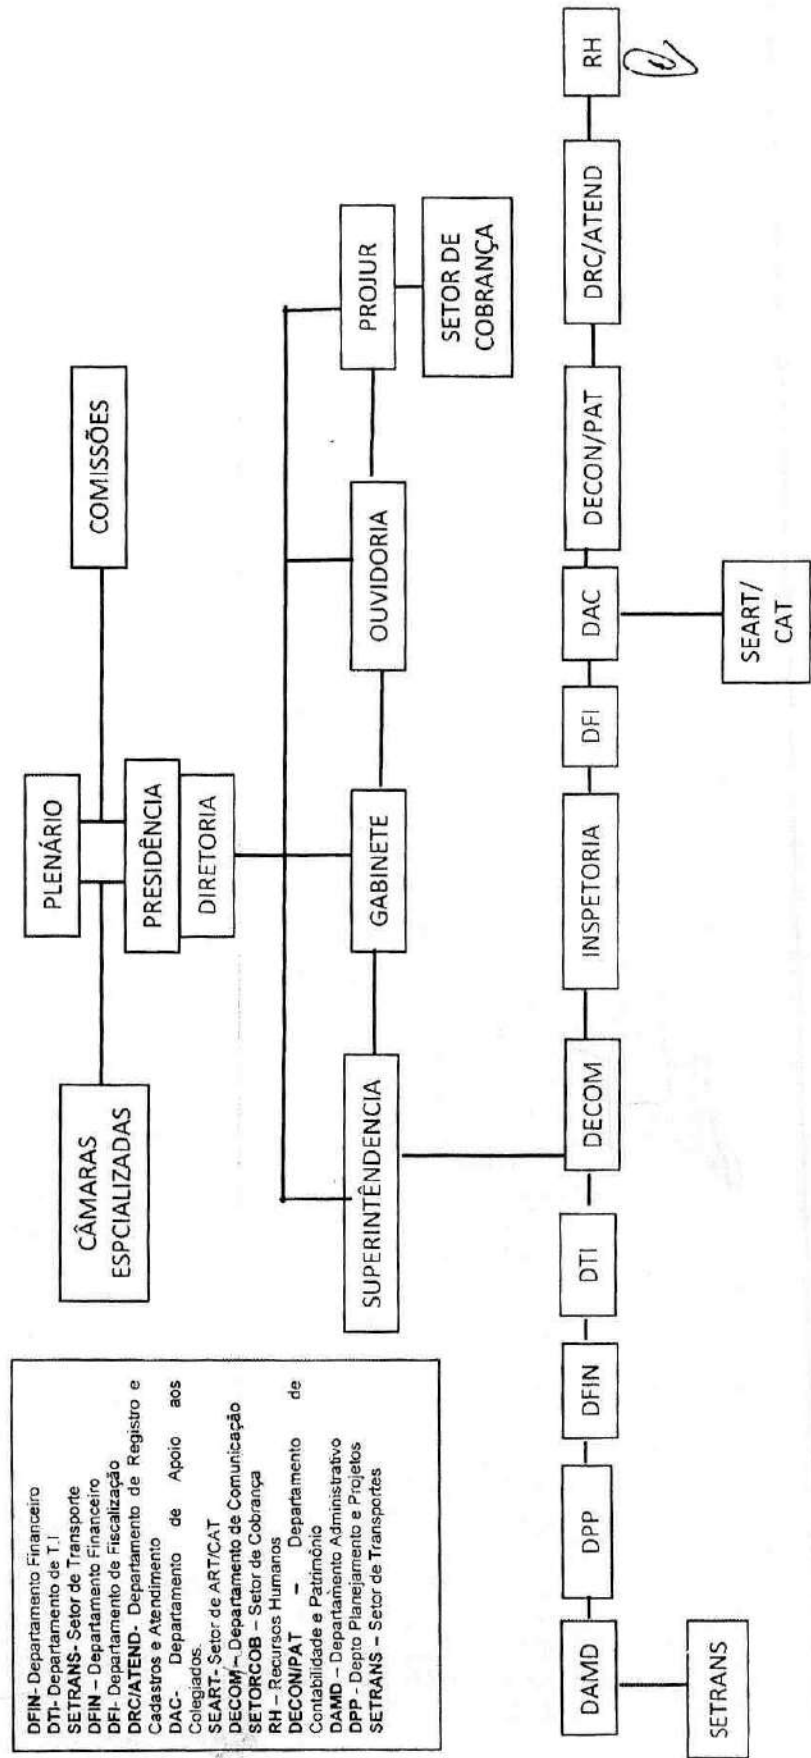 DFIN- Departamento Financeiro
DTI- Departamento de T.I
SETRANS- Setor de Transporte
DFIN – Departamento Financeiro
DFI- Departamento de Fiscalização
DRC/ATEND- Departamento de Registro e
Cadastros e Atendimento
DAC- Departamento de Apoio aos
Colegiados.
SEART- Setor de ART/CAT
DECOM – Departamento de Comunicação
SETORCOB – Setor de Cobrança
RH – Recursos Humanos
DECON/PAT – Departamento de
Contabilidade e Patrimônio
DAMD – Departamento Administrativo
DPP - Depto Planejamento e Projetos
SETRANS – Setor de Transportes
PLENÁRIO
CÂMARAS
ESPCIALIZADAS
COMISSÕES
PRESIDÊNCIA
DIRETORIA
SUPERINTÊNDENCIA
GABINETE
OUVIDORIA
PROJUR
SETOR DE
COBRANÇA
DAMD
DPP
DFIN
DTI
DECOM
INSPETORIA
DFI
DAC
DECON/PAT
DRC/ATEND
RH
SETRANS
SEART/
CAT